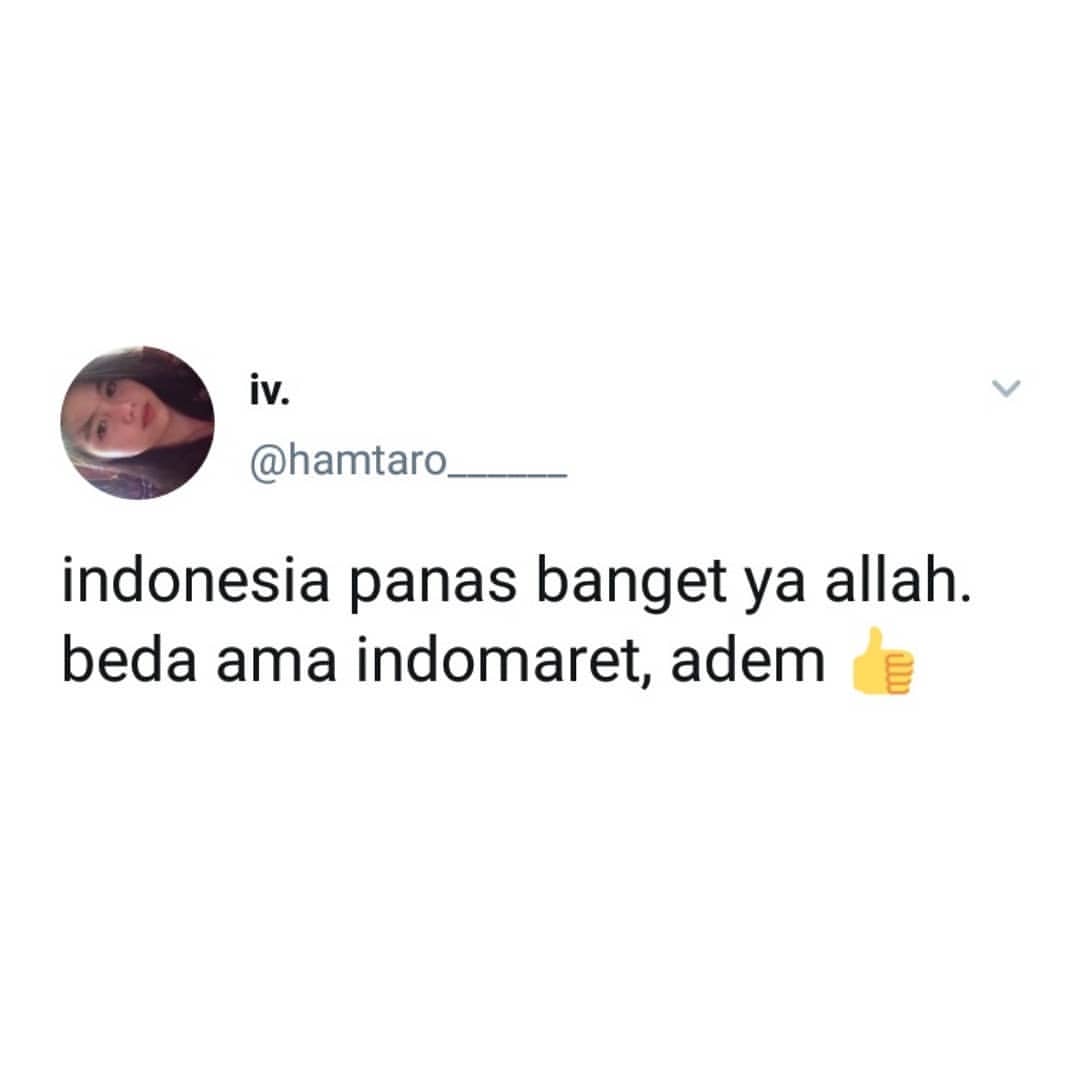 iv.
@hamtaro______
indonesia panas banget ya allah.
beda ama indomaret, adem 👍